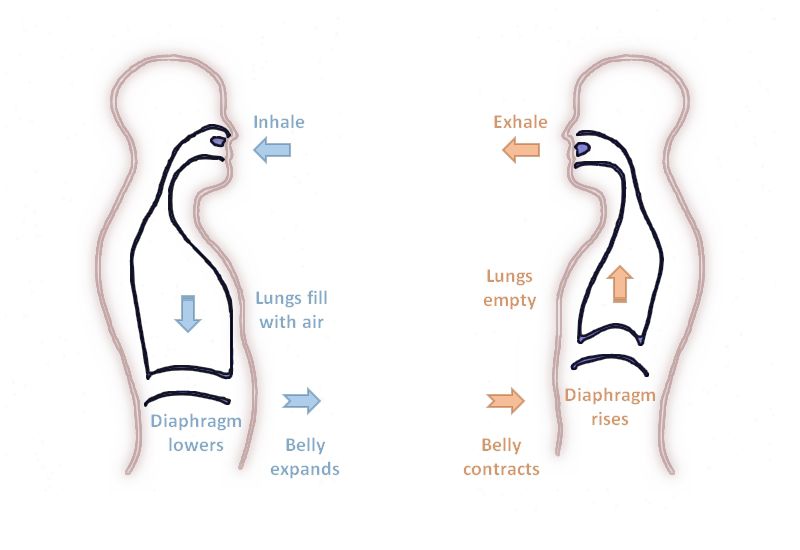 Inhale
Lungs fill
with air
Diaphragm
lowers
Belly
expands
Exhale
Lungs
empty
Diaphragm
rises
Belly
contracts